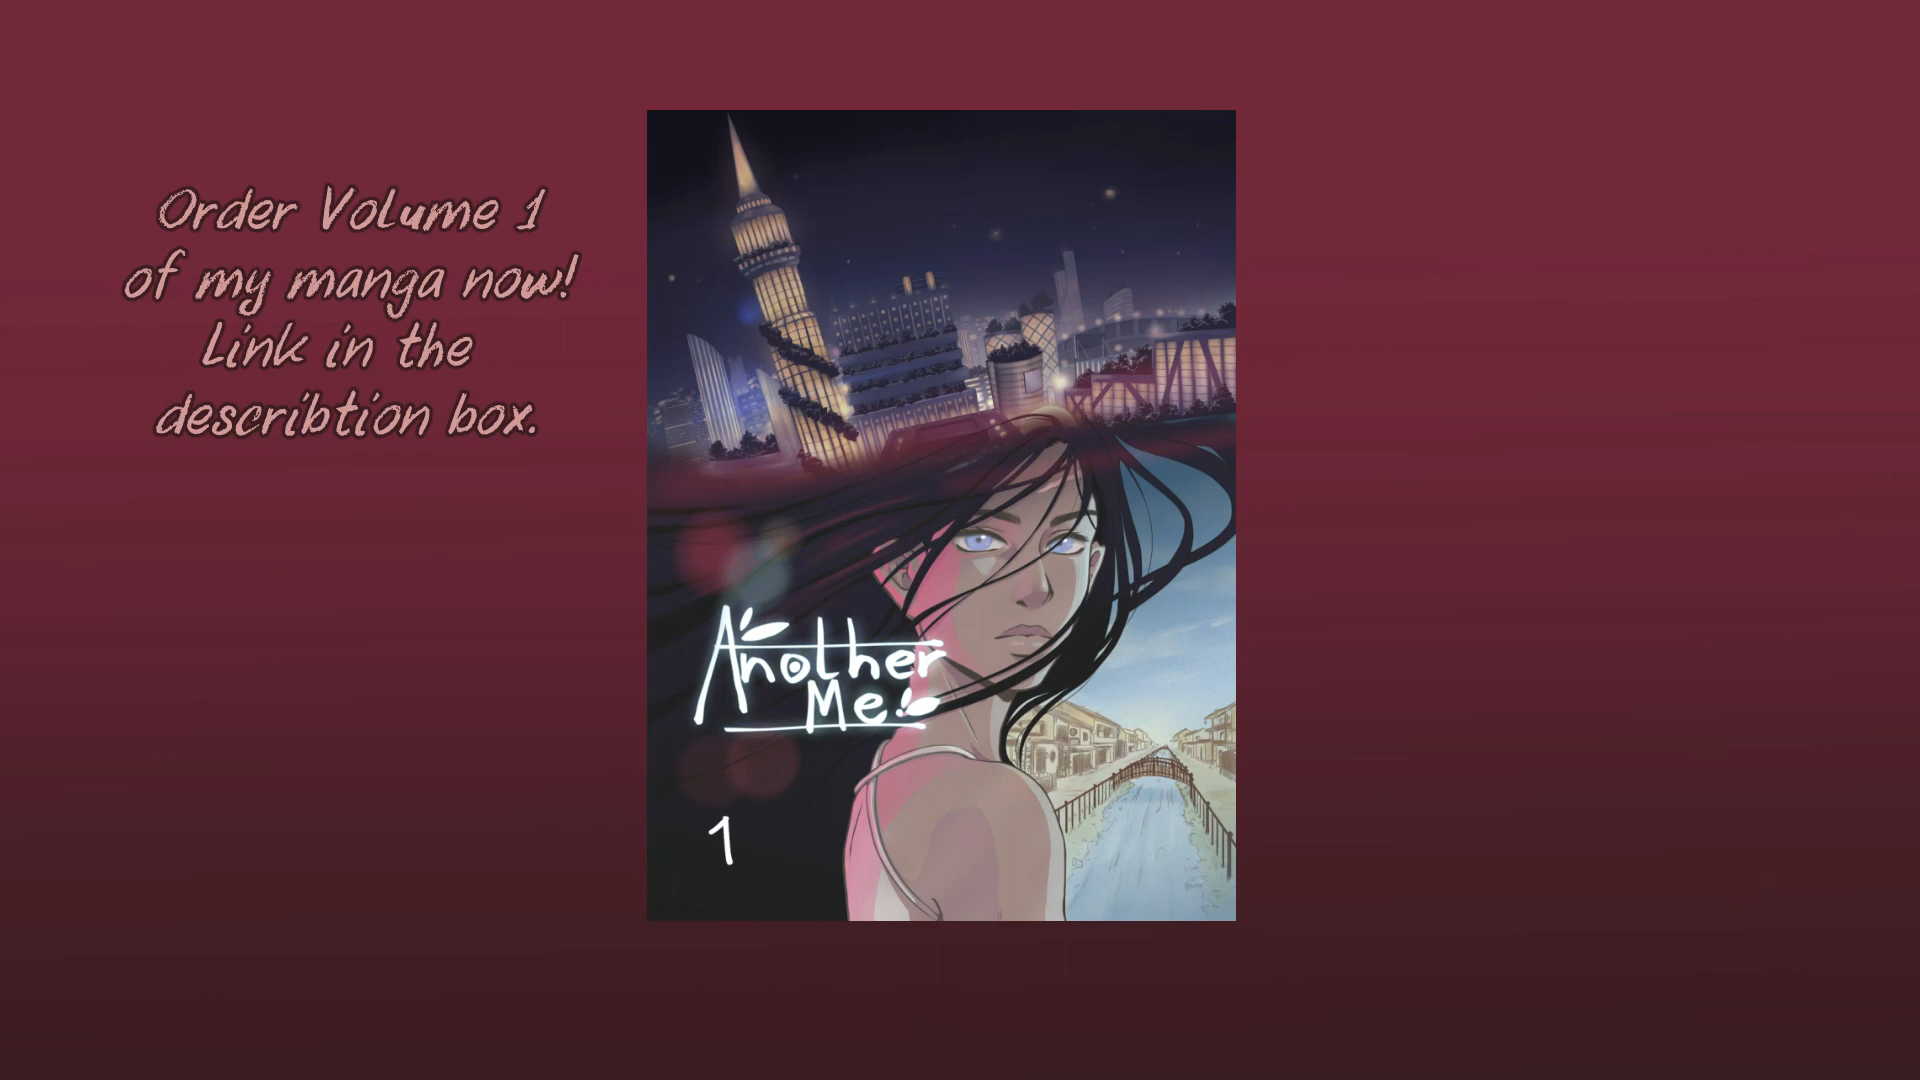 Order Volume 1
of my manga now!
Link in the
describtion box.
Another
Me!
1